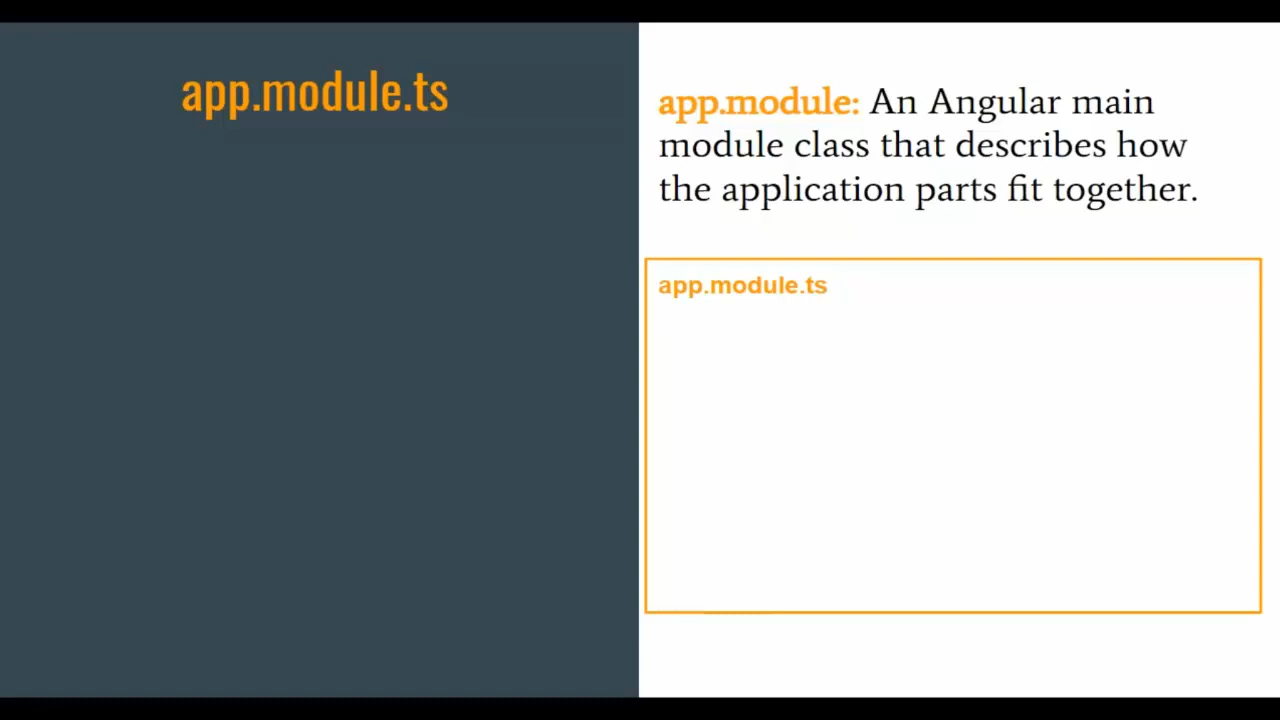 app.module.ts
app.module: An Angular main
module class that describes how
the application parts fit together.
app.module.ts